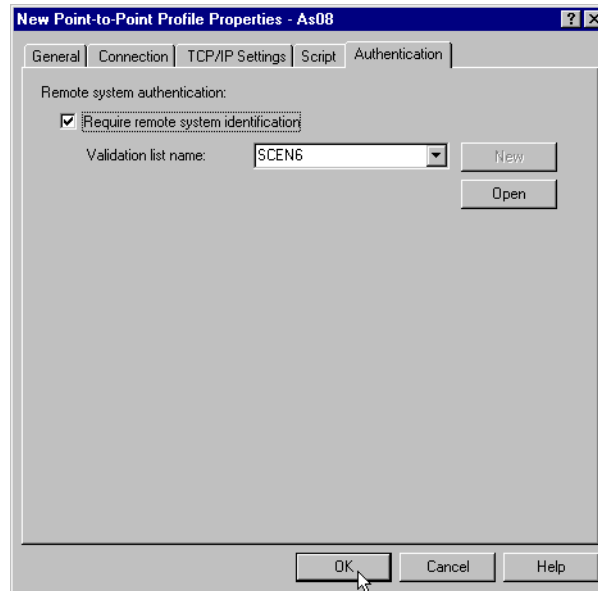 New Point-to-Point Profile Properties - As08
General Connection TCP/IP Settings Script Authentication
Remote system authentication:
Require remote system identification
Validation list name: SCEN6 New
Open
OK Cancel Help